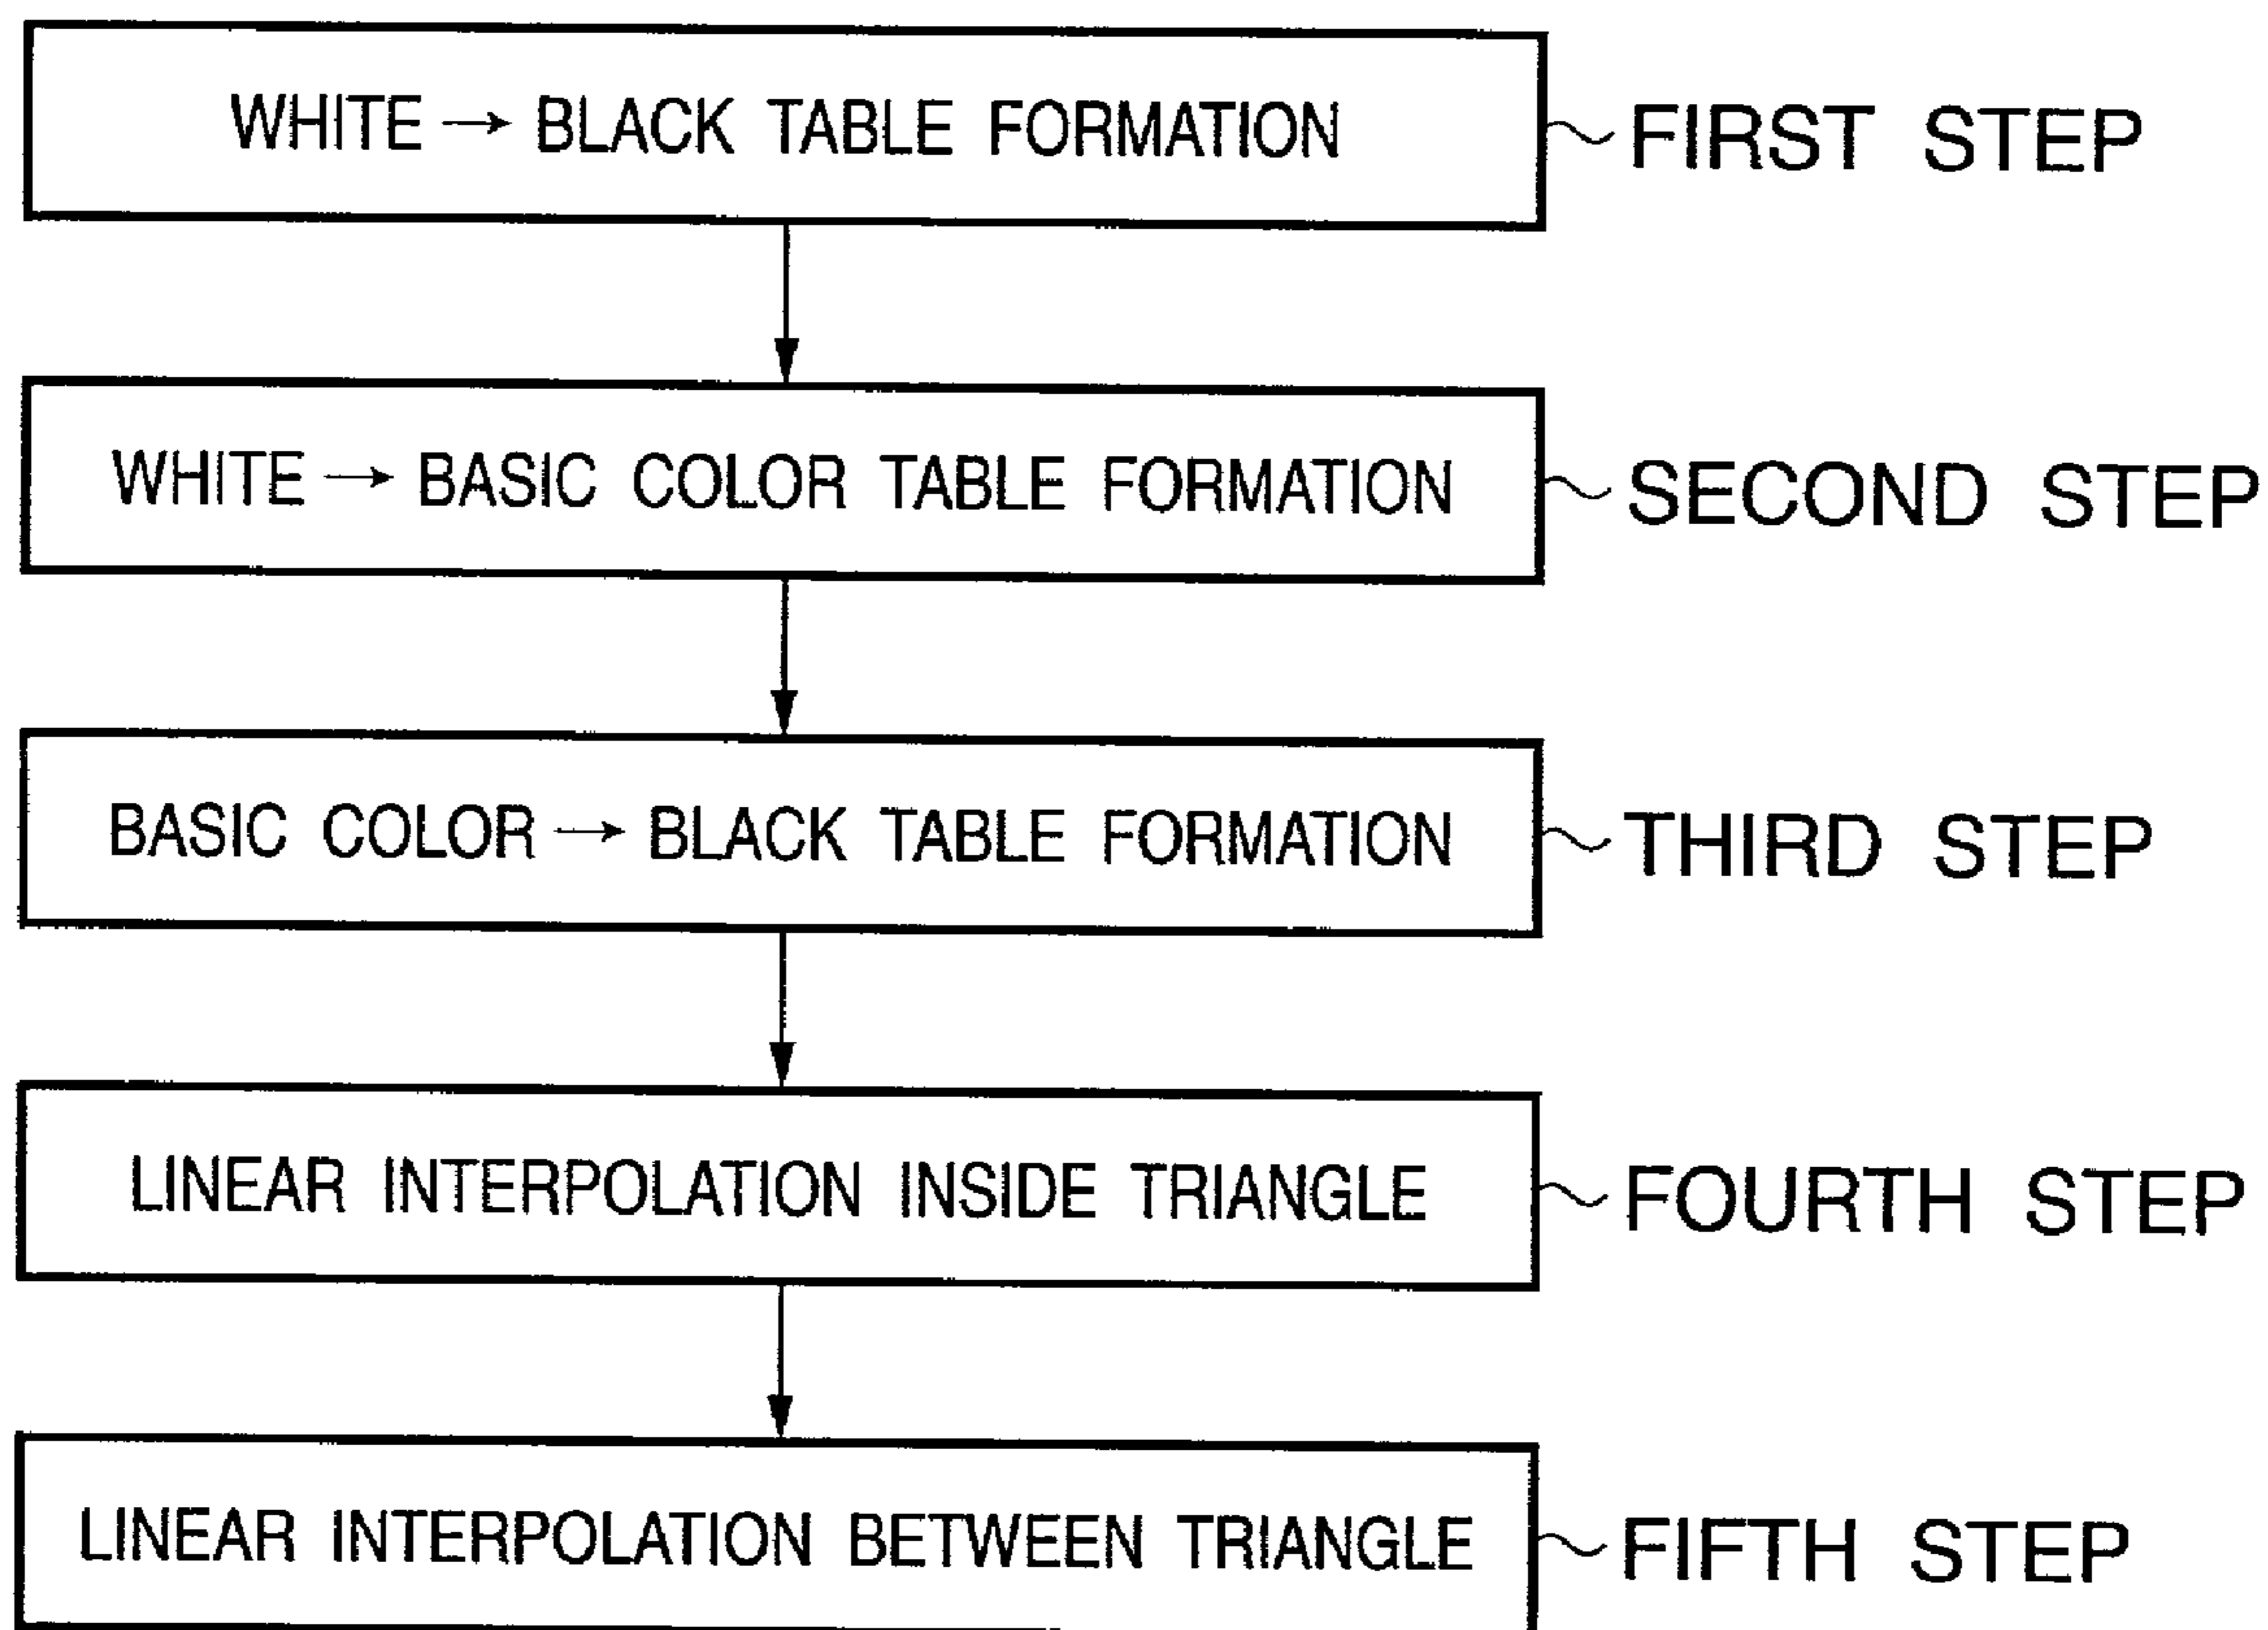 WHITE → BLACK TABLE FORMATION FIRST STEP
WHITE → BASIC COLOR TABLE FORMATION SECOND STEP
BASIC COLOR → BLACK TABLE FORMATION THIRD STEP
LINEAR INTERPOLATION INSIDE TRIANGLE FOURTH STEP
LINEAR INTERPOLATION BETWEEN TRIANGLE FIFTH STEP